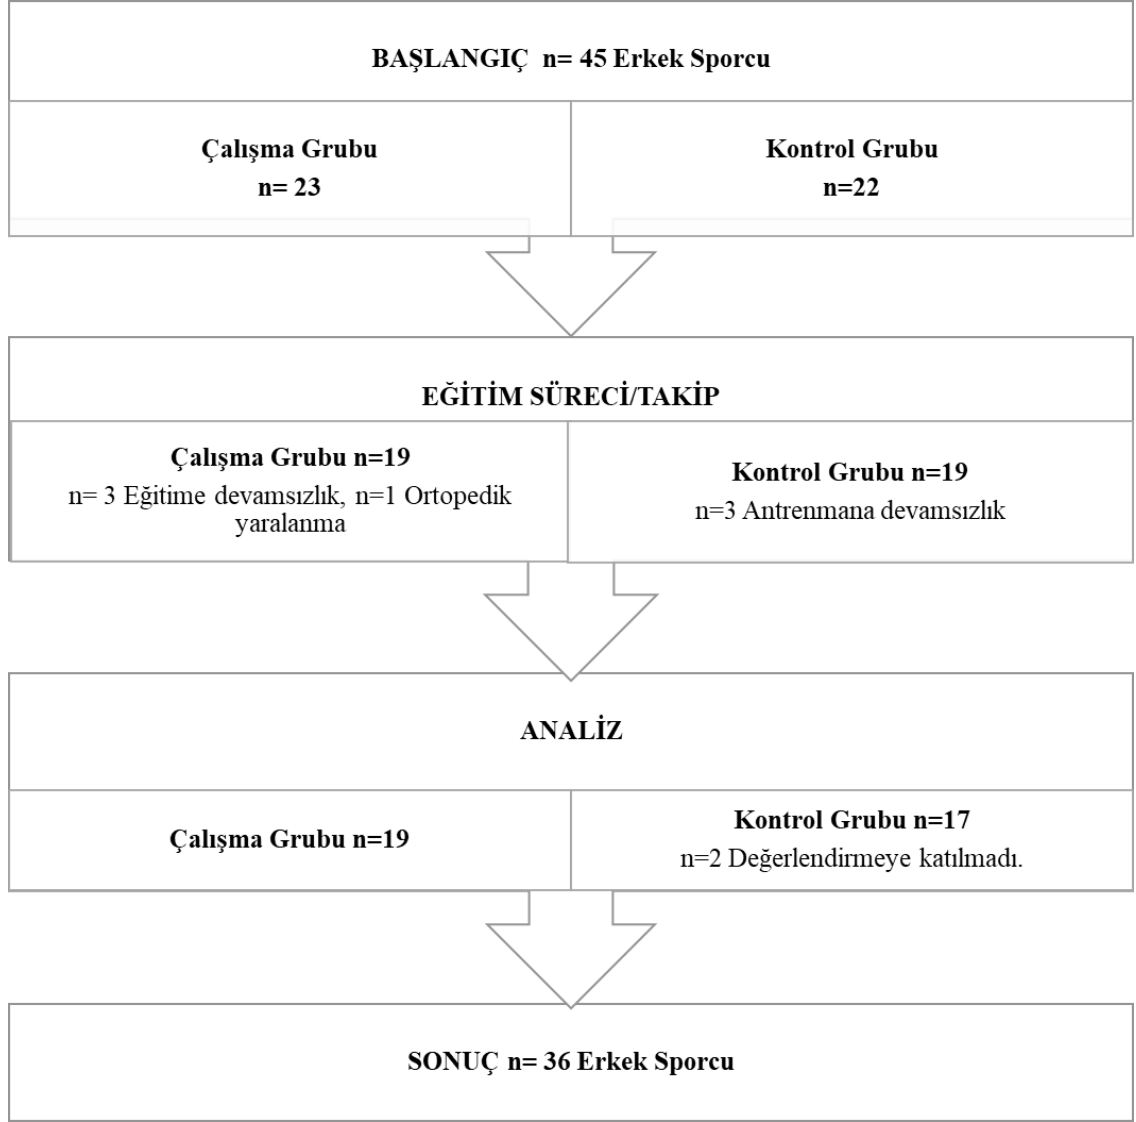 BAŞLANGIÇ n= 45 Erkek Sporcu
Çalışma Grubu
n= 23
Kontrol Grubu
n=22
EĞİTİM SÜRECİ/TAKİP
Çalışma Grubu n=19
n= 3 Eğitime devamsızlık, n=1 Ortopedik
yaralanma
Kontrol Grubu n=19
n=3 Antrenmana devamsızlık
ANALİZ
Çalışma Grubu n=19
Kontrol Grubu n=17
n=2 Değerlendirmeye katılmadı.
SONUÇ n= 36 Erkek Sporcu